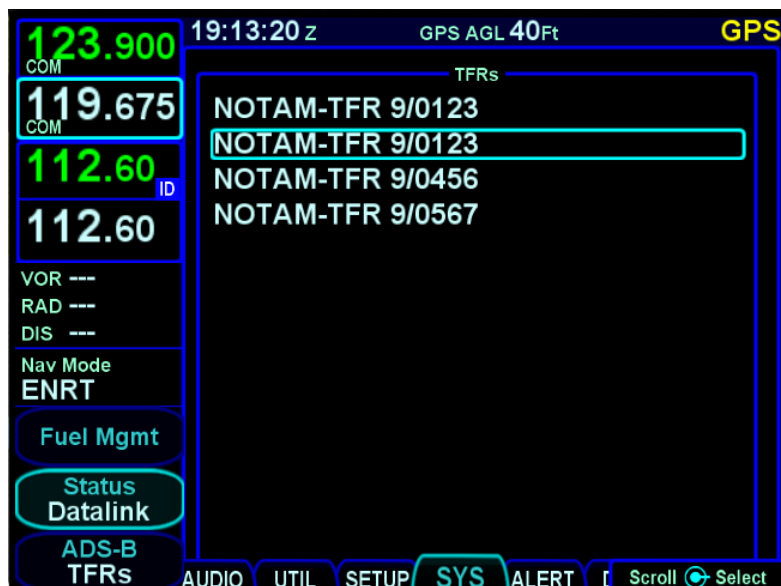 123.900
COM
119.675
COM
112.60
ID
112.60
VOR ---
RAD ---
DIS ---
Nav Mode
ENRT
Fuel Mgmt
Status
Datalink
ADS-B
TFRs
19:13:20 Z GPS AGL 40Ft GPS
TFRs
NOTAM-TFR 9/0123
NOTAM-TFR 9/0123
NOTAM-TFR 9/0456
NOTAM-TFR 9/0567
AUDIO UTIL SETUP SYS ALERT Scroll Select